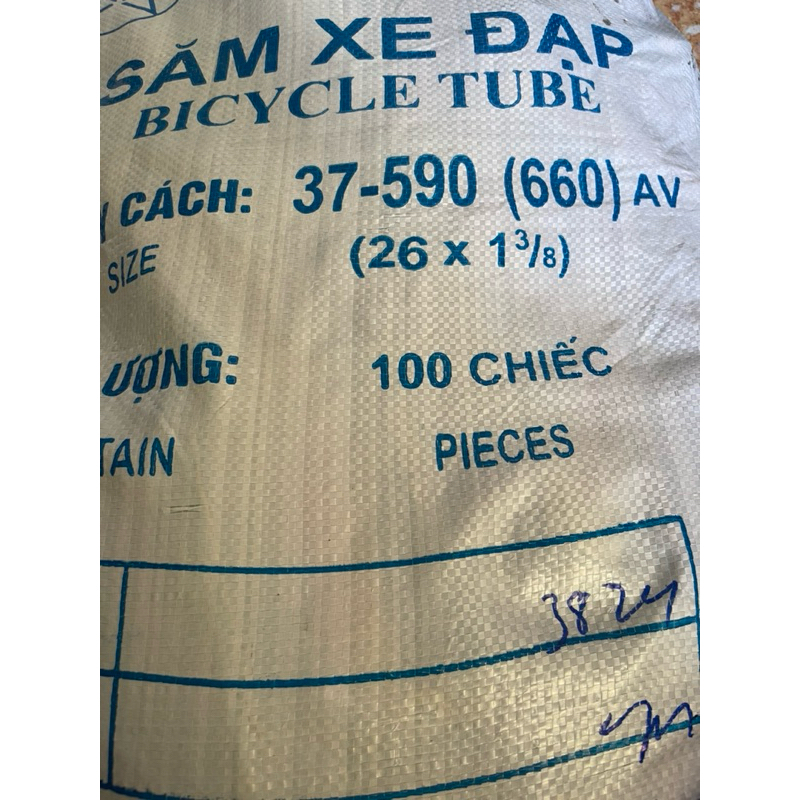 SĂM XE ĐẠP
BICYCLE TUBE
CÁCH: 37-590 (660) AV
SIZE (26 x 1 3/8)
ƯỢNG: 100 CHIẾC
TAIN PIECES
3824